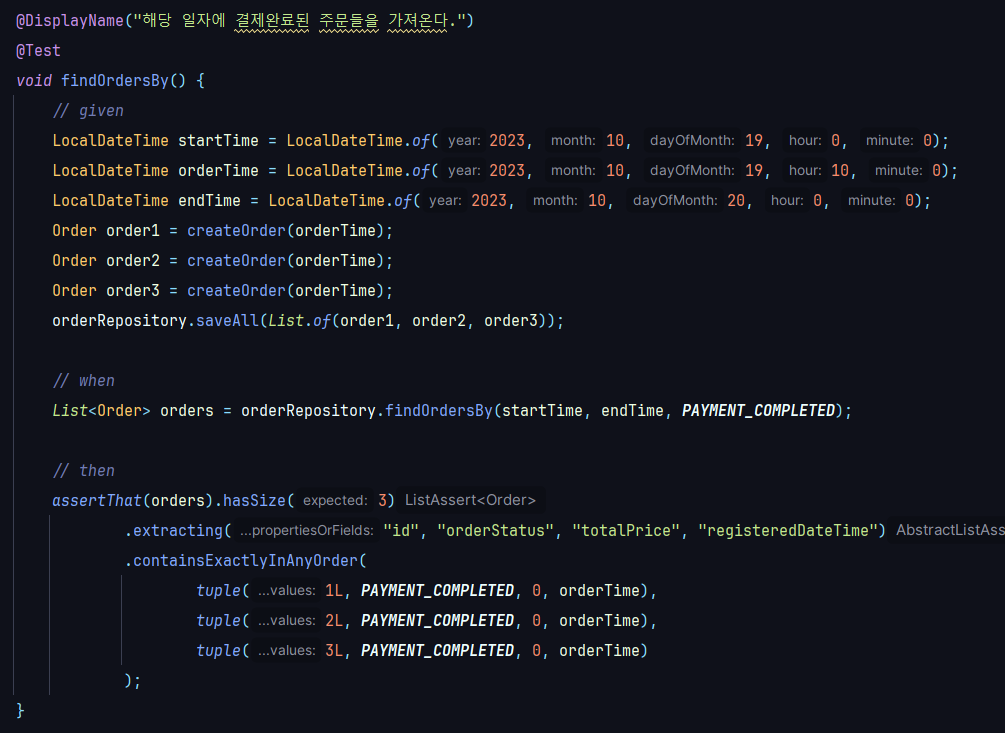 @DisplayName("해당 일자에 결제완료된 주문들을 가져온다.")
@Test
void findOrdersBy() {
// given
LocalDateTime startTime = LocalDateTime.of( year: 2023, month: 10, dayOfMonth: 19, hour: 0, minute: 0);
LocalDateTime orderTime = LocalDateTime.of( year: 2023, month: 10, dayOfMonth: 19, hour: 10, minute: 0);
LocalDateTime endTime = LocalDateTime.of( year: 2023, month: 10, dayOfMonth: 20, hour: 0, minute: 0);
Order order1 = createOrder(orderTime);
Order order2 = createOrder(orderTime);
Order order3 = createOrder(orderTime);
orderRepository.saveAll(List.of(order1, order2, order3));
// when
List<Order> orders = orderRepository.findOrdersBy(startTime, endTime, PAYMENT_COMPLETED);
// then
assertThat(orders).hasSize( expected: 3) ListAssert<Order>
.extracting( ...propertiesOrFields: "id", "orderStatus", "totalPrice", "registeredDateTime") AbstractListAss
.containsExactlyInAnyOrder(
tuple( ...values: 1L, PAYMENT_COMPLETED, 0, orderTime),
tuple( ...values: 2L, PAYMENT_COMPLETED, 0, orderTime),
tuple( ...values: 3L, PAYMENT_COMPLETED, 0, orderTime)
);
}